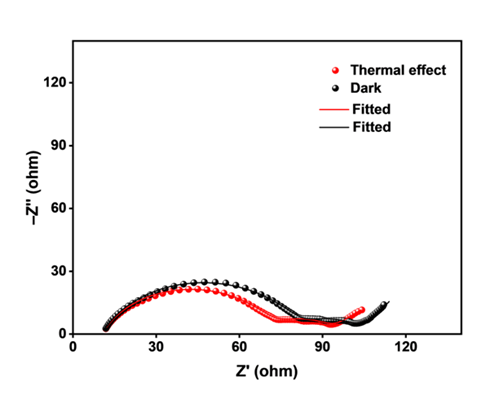 Thermal effect
Dark
Fitted
Fitted
120
90
60
30
0
0 30 60 90 120
–Z'' (ohm)
Z' (ohm)